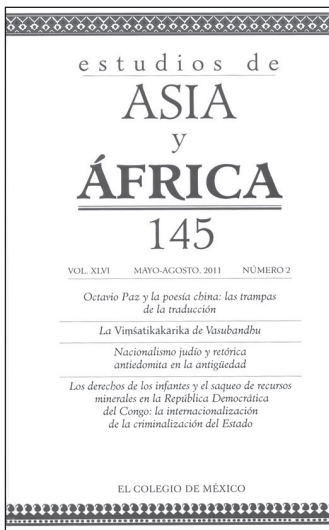 estudios de
ASIA
y
ÁFRICA
145
VOL. XLVI MAYO-AGOSTO, 2011 NÚMERO 2
Octavio Paz y la poesía china: las trampas
de la traducción
La Viṃśatikakārika de Vasubandhu
Nacionalismo judío y retórica
antiedomita en la antigüedad
Los derechos de los infantes y el saqueo de recursos
minerales en la República Democrática
del Congo: la internacionalización
de la criminalización del Estado
EL COLEGIO DE MÉXICO